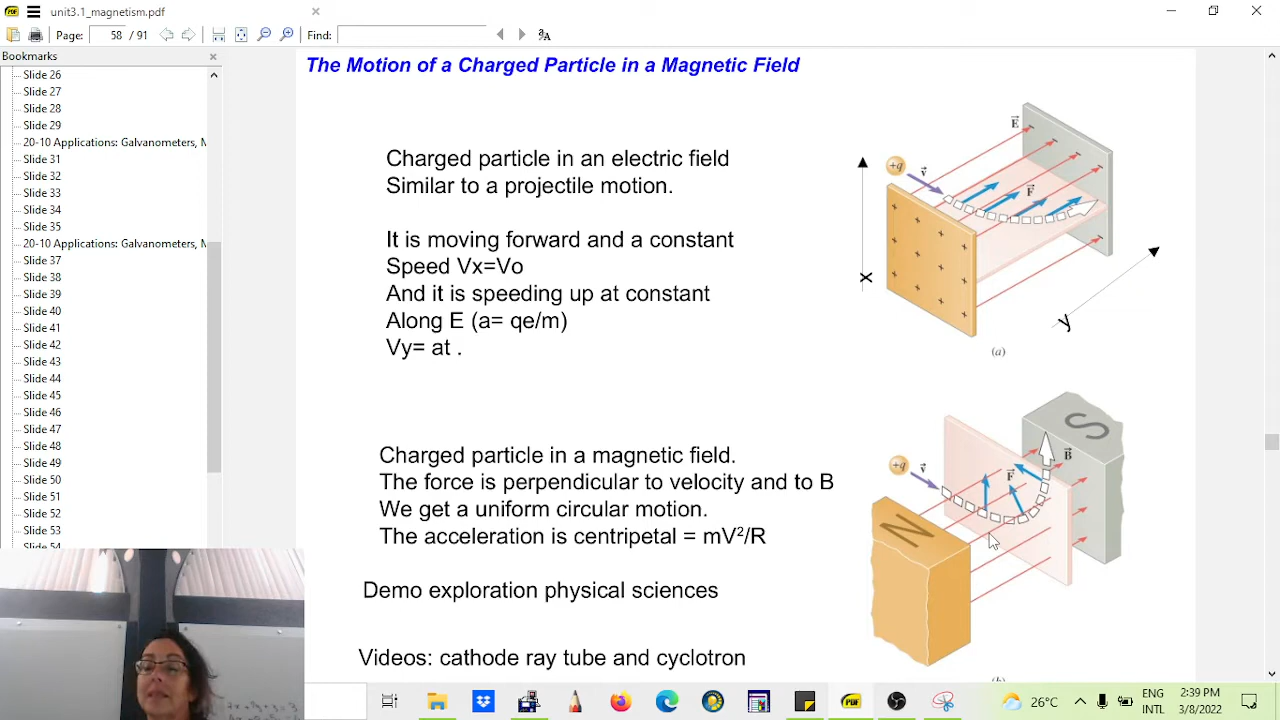 unit3.1_magnetism.pdf
Page: 58 / 91 Find:
Bookmarks
Slide 26
Slide 27
Slide 28
Slide 29
20-10 Applications: Galvanometers, M
Slide 31
Slide 32
Slide 33
Slide 34
Slide 35
20-10 Applications: Galvanometers, M
Slide 37
Slide 38
Slide 39
Slide 40
Slide 41
Slide 42
Slide 43
Slide 44
Slide 45
Slide 46
Slide 47
Slide 48
Slide 49
Slide 50
Slide 51
Slide 52
Slide 53
Slide 54
The Motion of a Charged Particle in a Magnetic Field
Charged particle in an electric field
Similar to a projectile motion.
It is moving forward and a constant
Speed Vx=Vo
And it is speeding up at constant
Along E (a= qe/m)
Vy= at .
E
+q
v
F
x
y
(a)
Charged particle in a magnetic field.
The force is perpendicular to velocity and to B
We get a uniform circular motion.
The acceleration is centripetal = mV²/R
S
B
+q
v
F
N
Demo exploration physical sciences
Videos: cathode ray tube and cyclotron
26°C
ENG
INTL
2:39 PM
3/8/2022